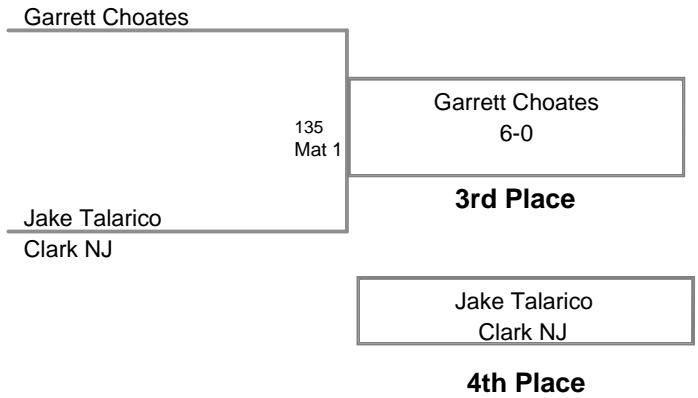 Garrett Choates
Garrett Choates
6-0
135
Mat 1
3rd Place
Jake Talarico
Clark NJ
Jake Talarico
Clark NJ
4th Place